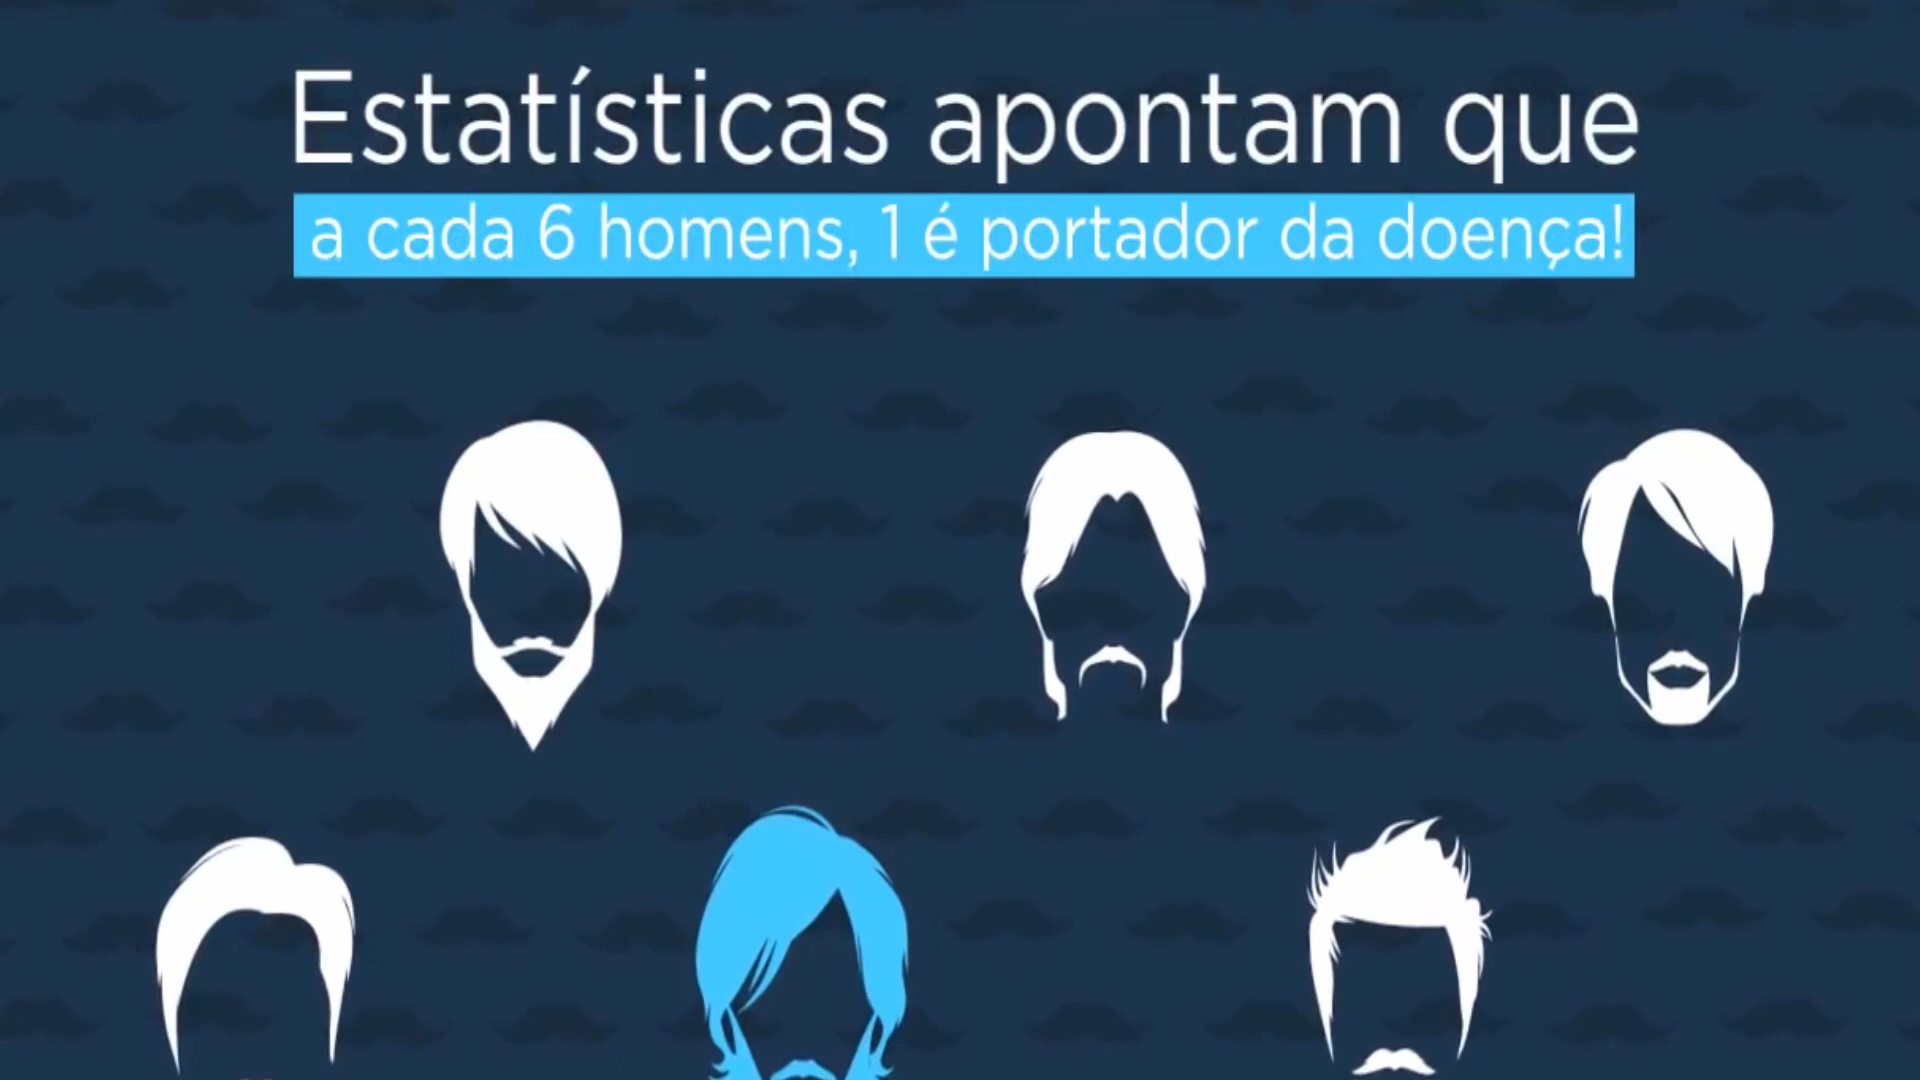 Estatísticas apontam que
a cada 6 homens, 1 é portador da doença!